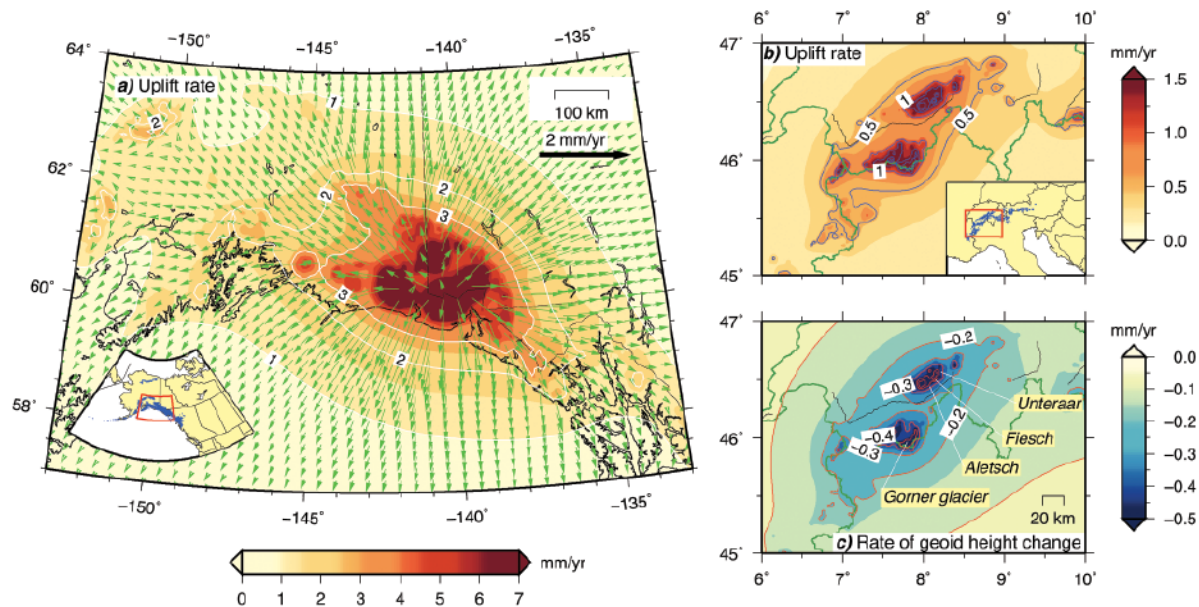 −150° −145° −140° −135°
64°
62°
60°
58°
a) Uplift rate
100 km
2 mm/yr
1
2
2
2
3
3
2
1
−150° −145° −140° −135°
mm/yr
0 1 2 3 4 5 6 7
6° 7° 8° 9° 10°
47°
46°
45°
b) Uplift rate
1
0.5
0.5
1
mm/yr
1.5
1.0
0.5
0.0
47°
46°
45°
−0.2
−0.3
−0.2
−0.4
−0.3
Unteraar
Fiesch
Aletsch
Gorner glacier
20 km
c) Rate of geoid height change
6° 7° 8° 9° 10°
mm/yr
0.0
−0.1
−0.2
−0.3
−0.4
−0.5